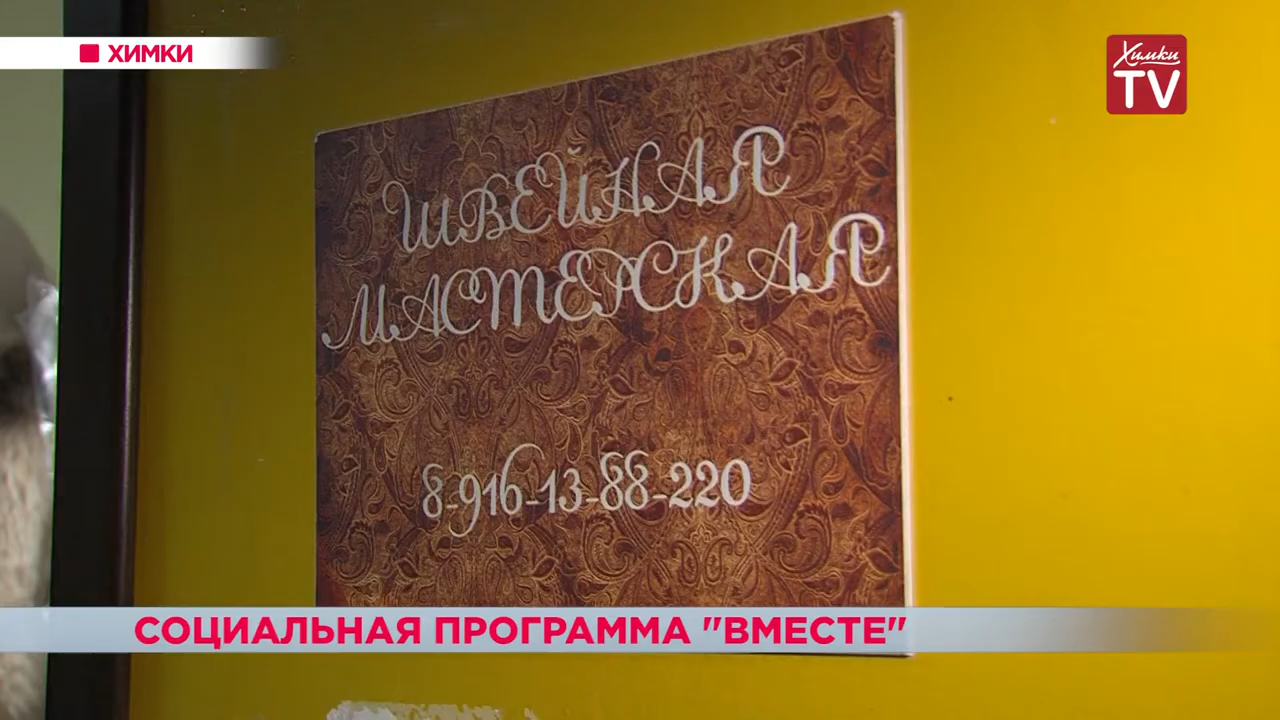 ХИМКИ
Химки
TV
ШВЕЙНАЯ
МАСТЕРСКАЯ
8-916-13-88-220
СОЦИАЛЬНАЯ ПРОГРАММА "ВМЕСТЕ"